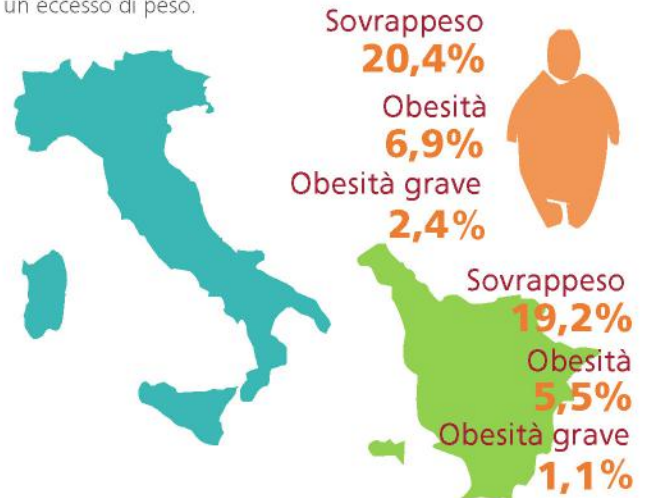 un eccesso di peso.
Sovrappeso
20,4%
Obesità
6,9%
Obesità grave
2,4%
Sovrappeso
19,2%
Obesità
5,5%
Obesità grave
1,1%